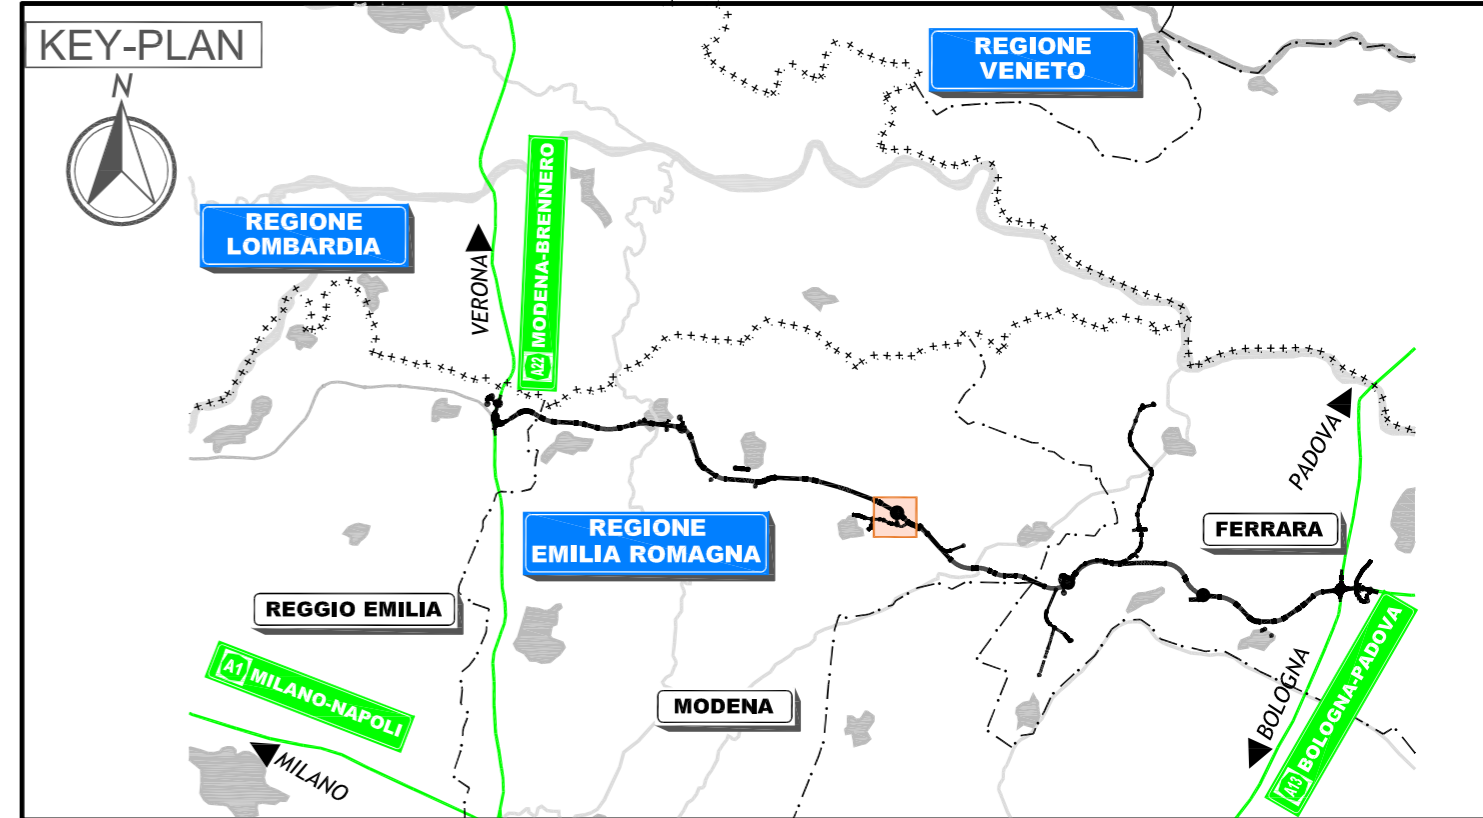 KEY-PLAN
N
REGIONE
VENETO
REGIONE
LOMBARDIA
VERONA
A22 MODENA-BRENNERO
PADOVA
REGIONE
EMILIA ROMAGNA
FERRARA
REGGIO EMILIA
A1 MILANO-NAPOLI
MODENA
MILANO
BOLOGNA
A13 BOLOGNA-PADOVA